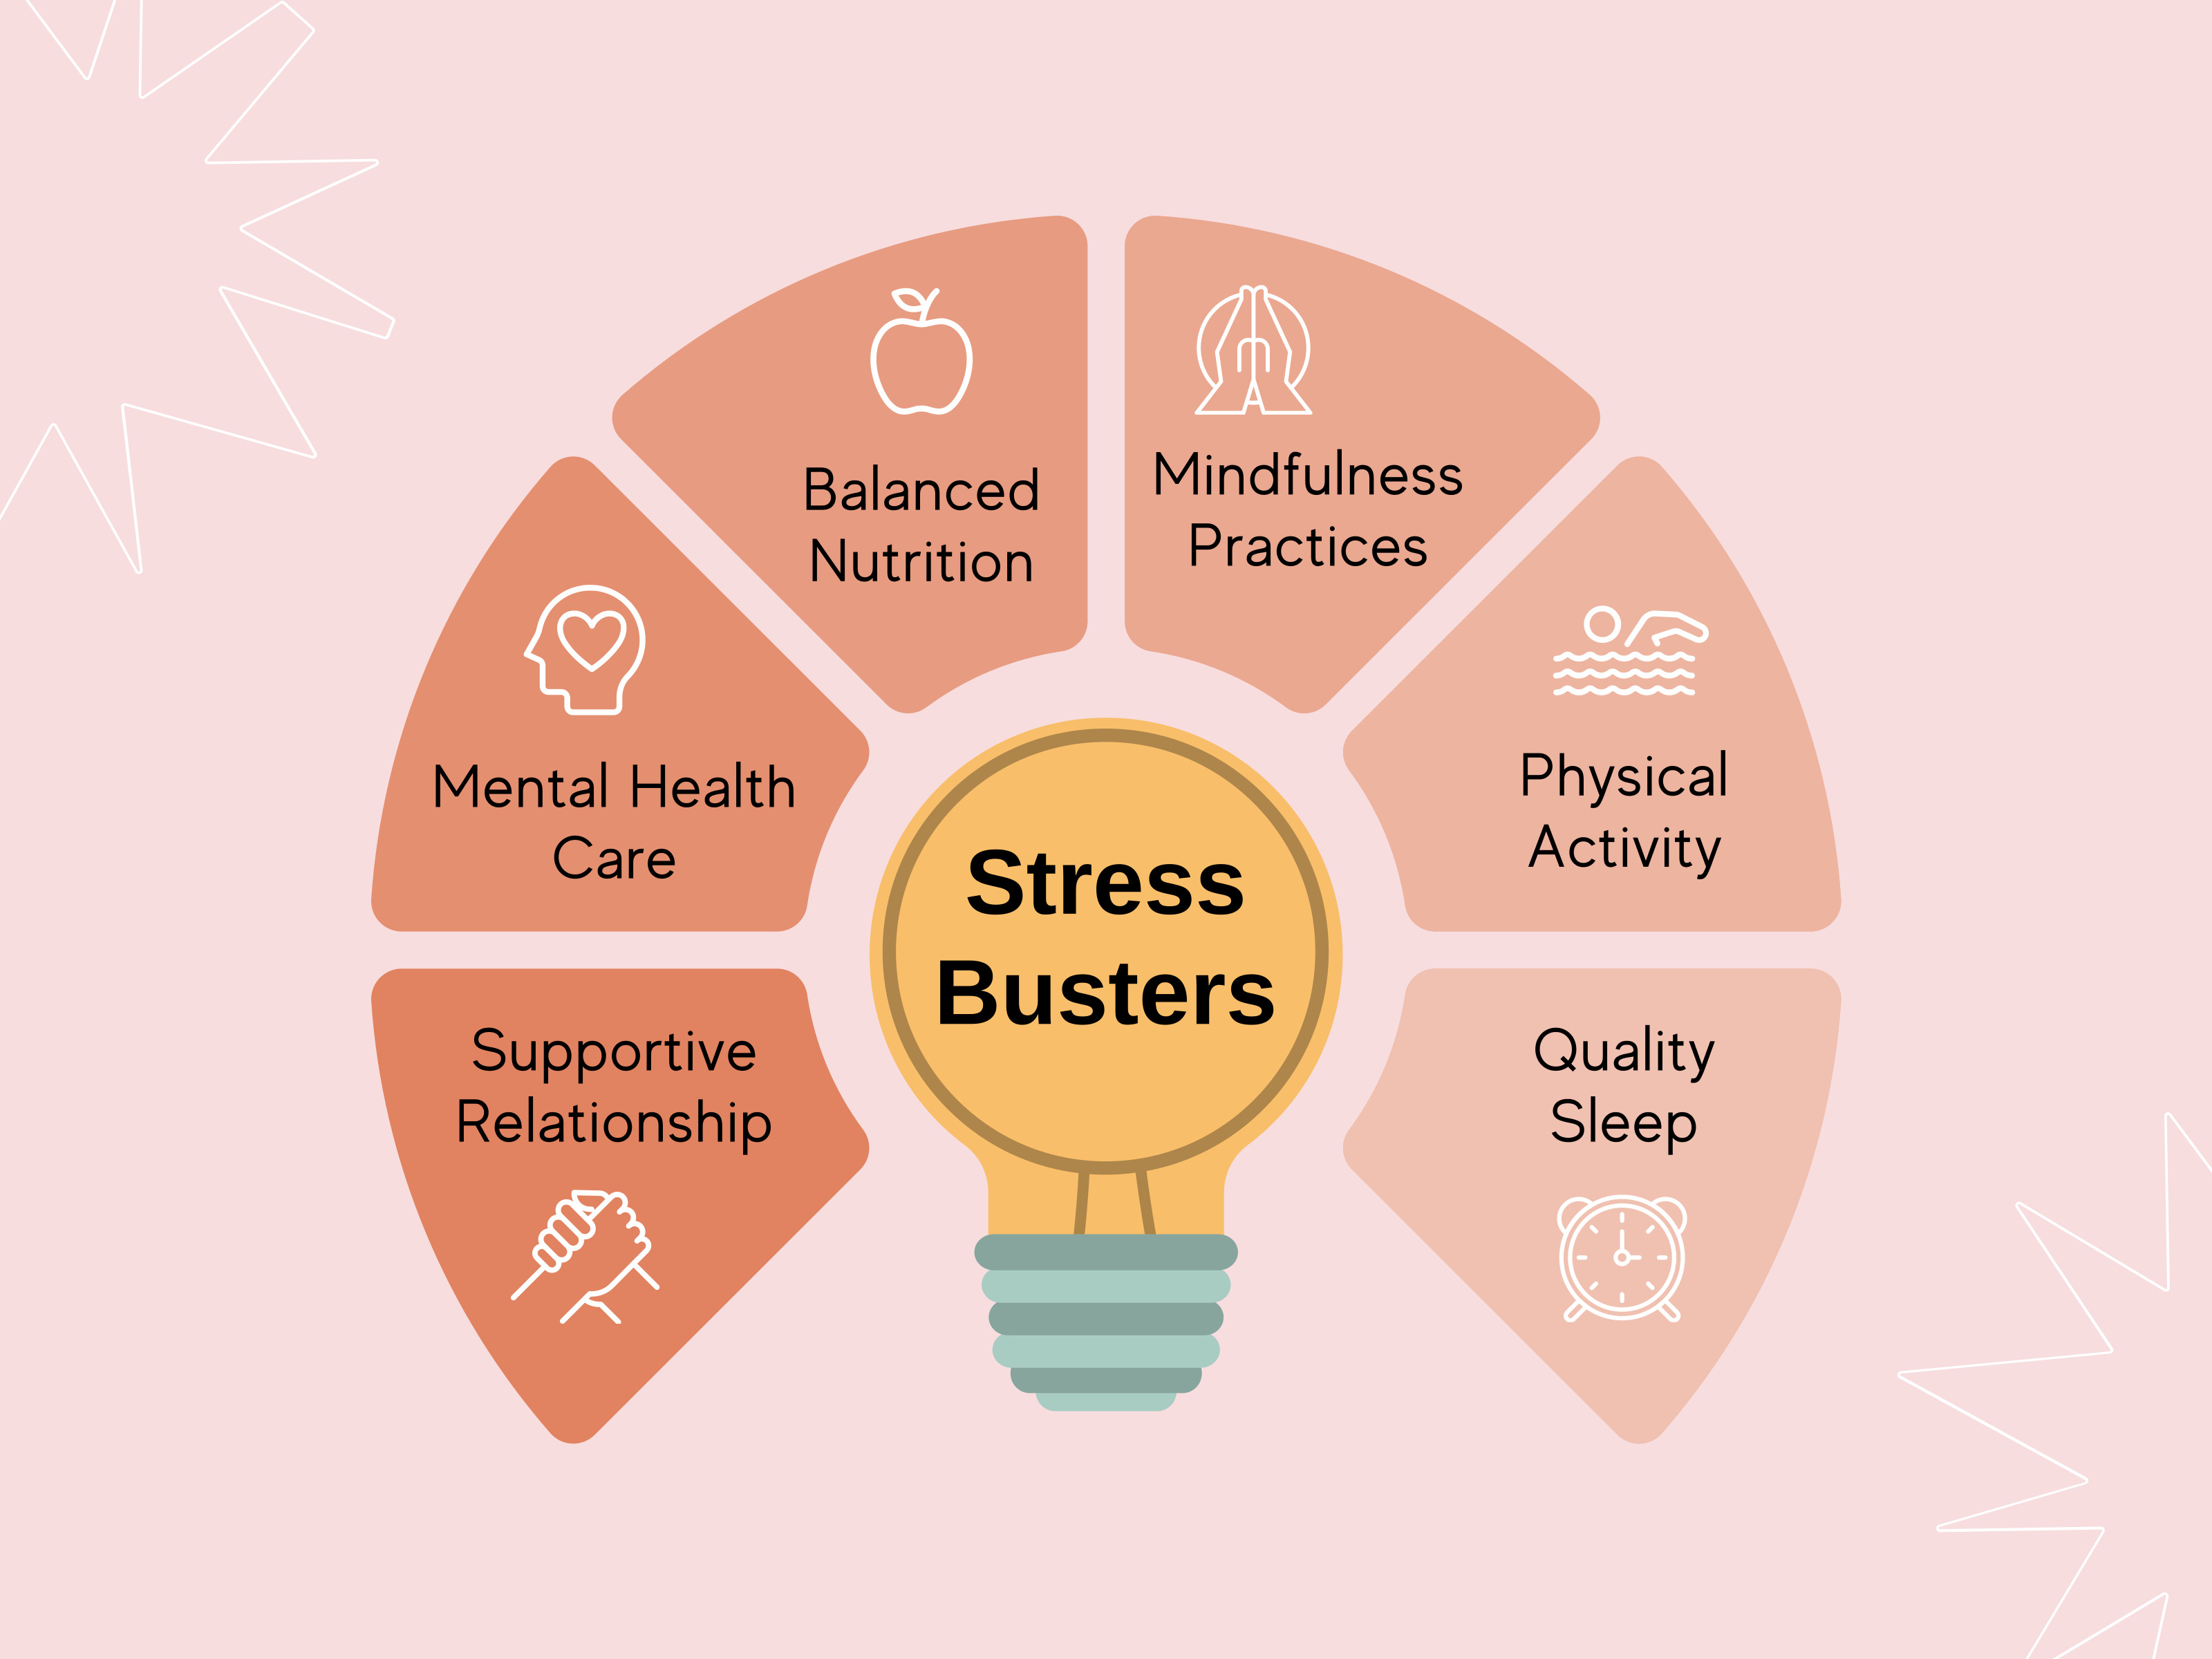 Stress
Busters
Supportive
Relationship
Mental Health
Care
Balanced
Nutrition
Mindfulness
Practices
Physical
Activity
Quality
Sleep